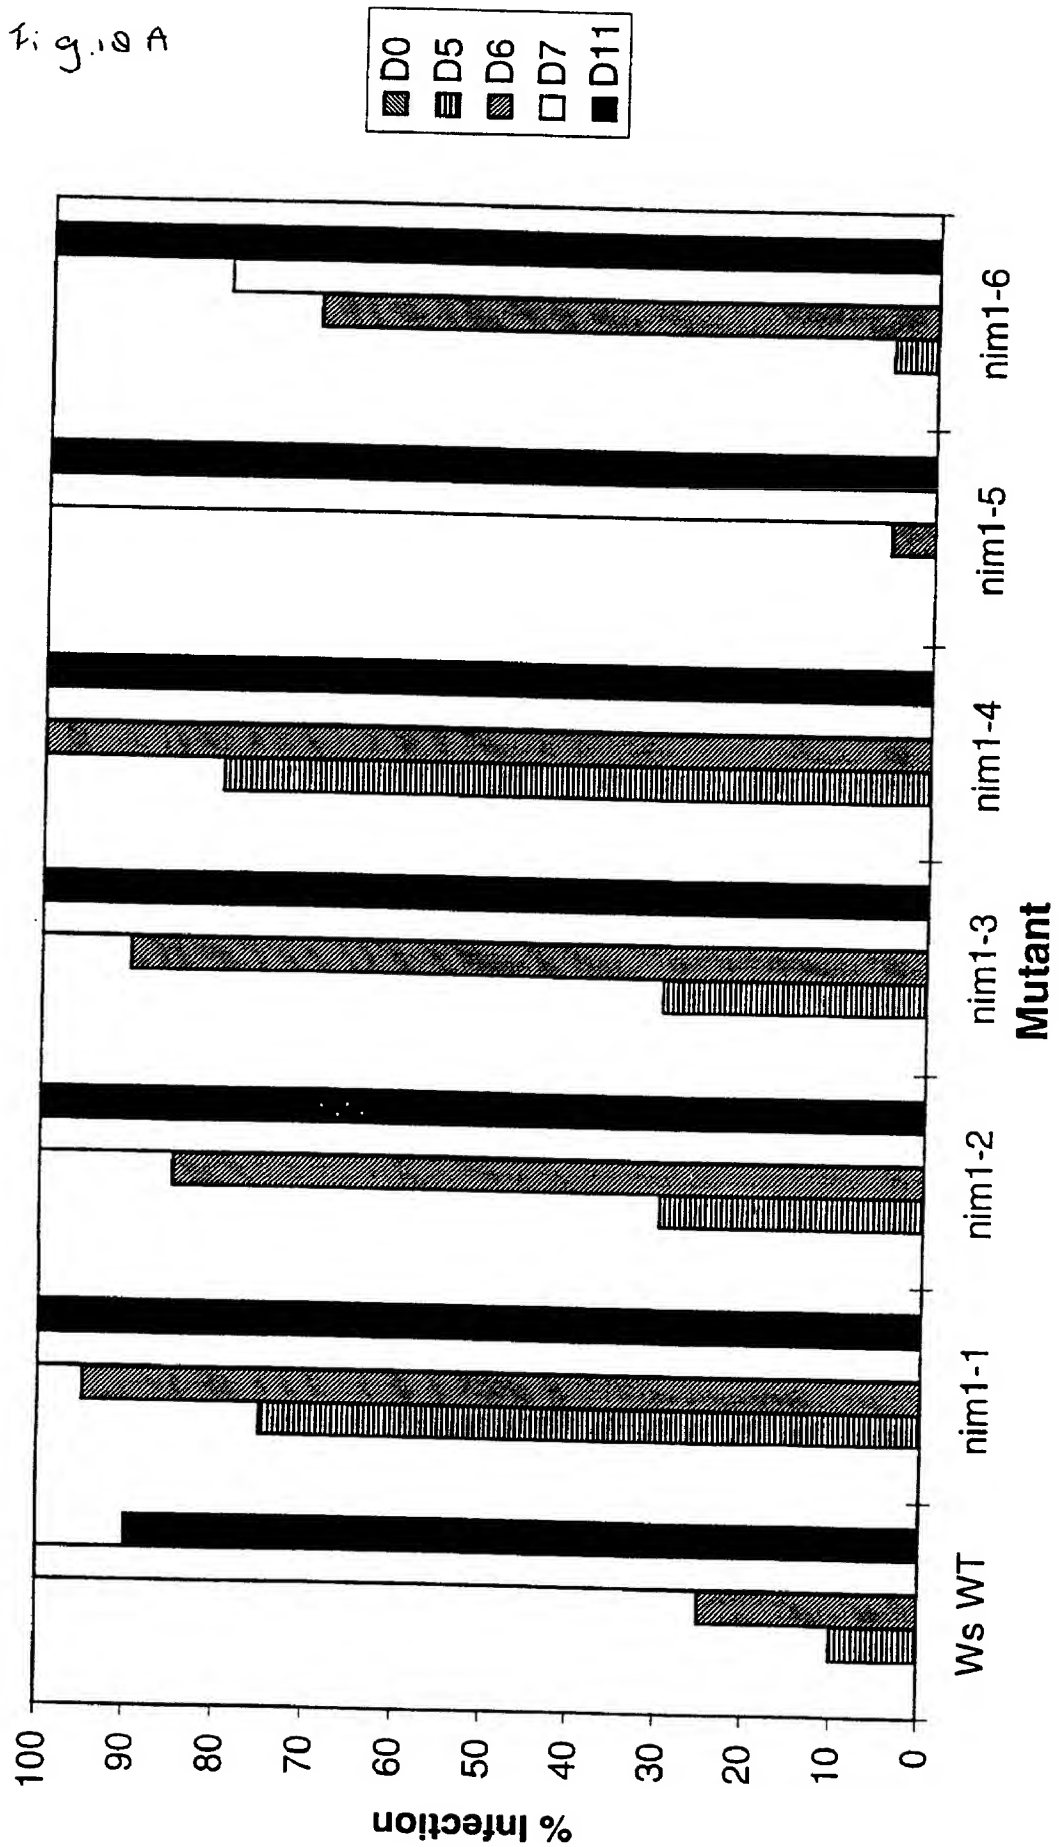 Fig.18 A
D0
D5
D6
D7
D11
100
90
80
70
60
50
40
30
20
10
0
% Infection
Ws WT
nim1-1
nim1-2
nim1-3
nim1-4
nim1-5
nim1-6
Mutant